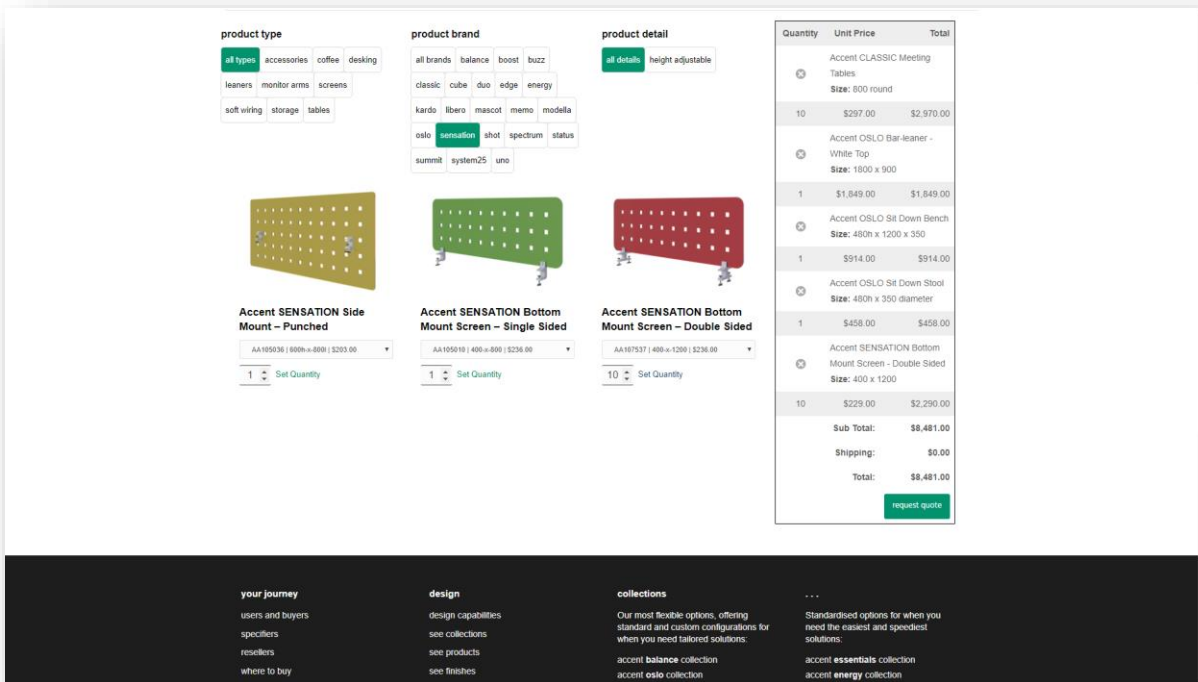 product type
all types accessories coffee desking
leaners monitor arms screens
soft wiring storage tables
product brand
all brands balance boost buzz
classic cube duo edge energy
kardo libero mascot memo modella
oslo sensation shot spectrum status
summit system25 uno
product detail
all details height adjustable
Accent SENSATION Side
Mount – Punched
AA105036 | 600h-x-800l | $203.00
1 Set Quantity
Accent SENSATION Bottom
Mount Screen – Single Sided
AA105010 | 400-x-800 | $236.00
1 Set Quantity
Accent SENSATION Bottom
Mount Screen – Double Sided
AA107537 | 400-x-1200 | $236.00
10 Set Quantity
Quantity Unit Price Total
Accent CLASSIC Meeting
Tables
Size: 800 round
10 $297.00 $2,970.00
Accent OSLO Bar-leaner -
White Top
Size: 1800 x 900
1 $1,849.00 $1,849.00
Accent OSLO Sit Down Bench
Size: 480h x 1200 x 350
1 $914.00 $914.00
Accent OSLO Sit Down Stool
Size: 480h x 350 diameter
1 $458.00 $458.00
Accent SENSATION Bottom
Mount Screen - Double Sided
Size: 400 x 1200
10 $229.00 $2,290.00
Sub Total: $8,481.00
Shipping: $0.00
Total: $8,481.00
request quote
your journey
users and buyers
specifiers
resellers
where to buy
design
design capabilities
see collections
see products
see finishes
collections
Our most flexible options, offering
standard and custom configurations for
when you need tailored solutions:
accent balance collection
accent oslo collection
. . .
Standardised options for when you
need the easiest and speediest
solutions:
accent essentials collection
accent energy collection